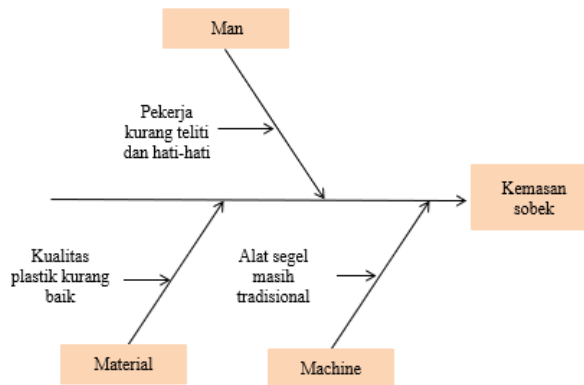 Man
Pekerja
kurang teliti
dan hati-hati
Kemasan
sobek
Kualitas
plastik kurang
baik
Alat segel
masih
tradisional
Material
Machine